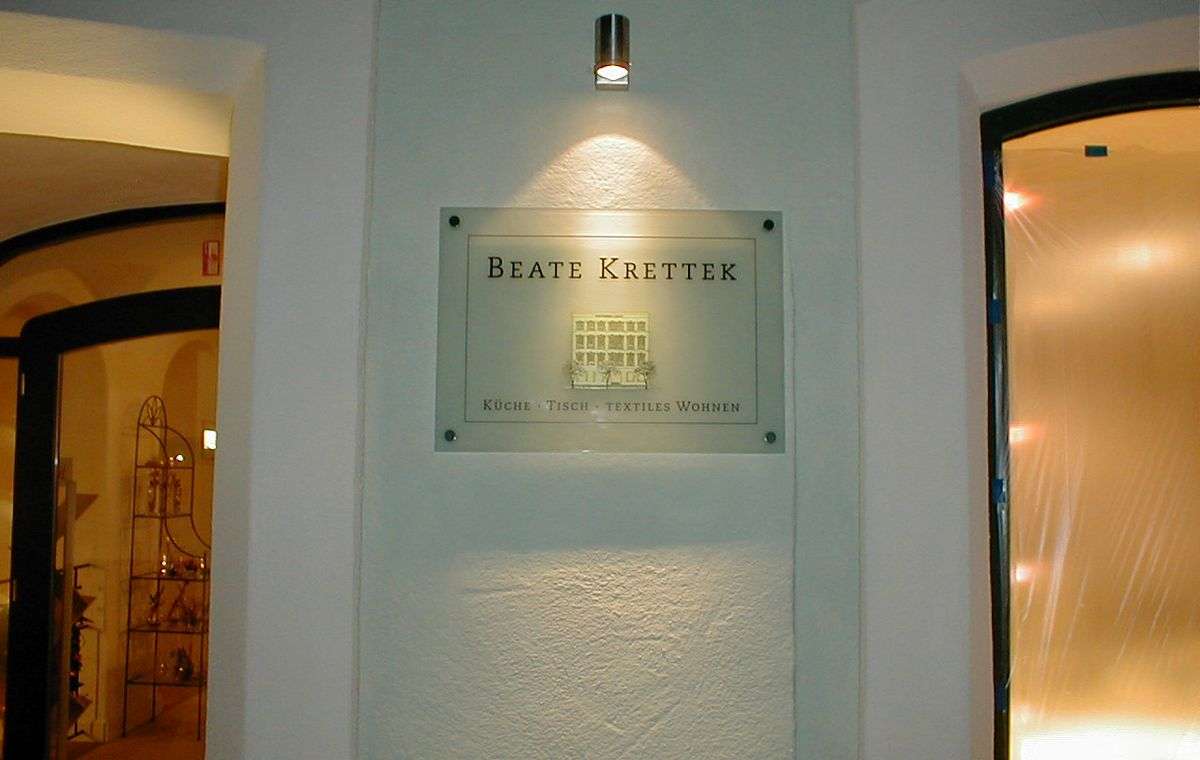 BEATE KRETTEK
KÜCHE · TISCH · TEXTILES WOHNEN